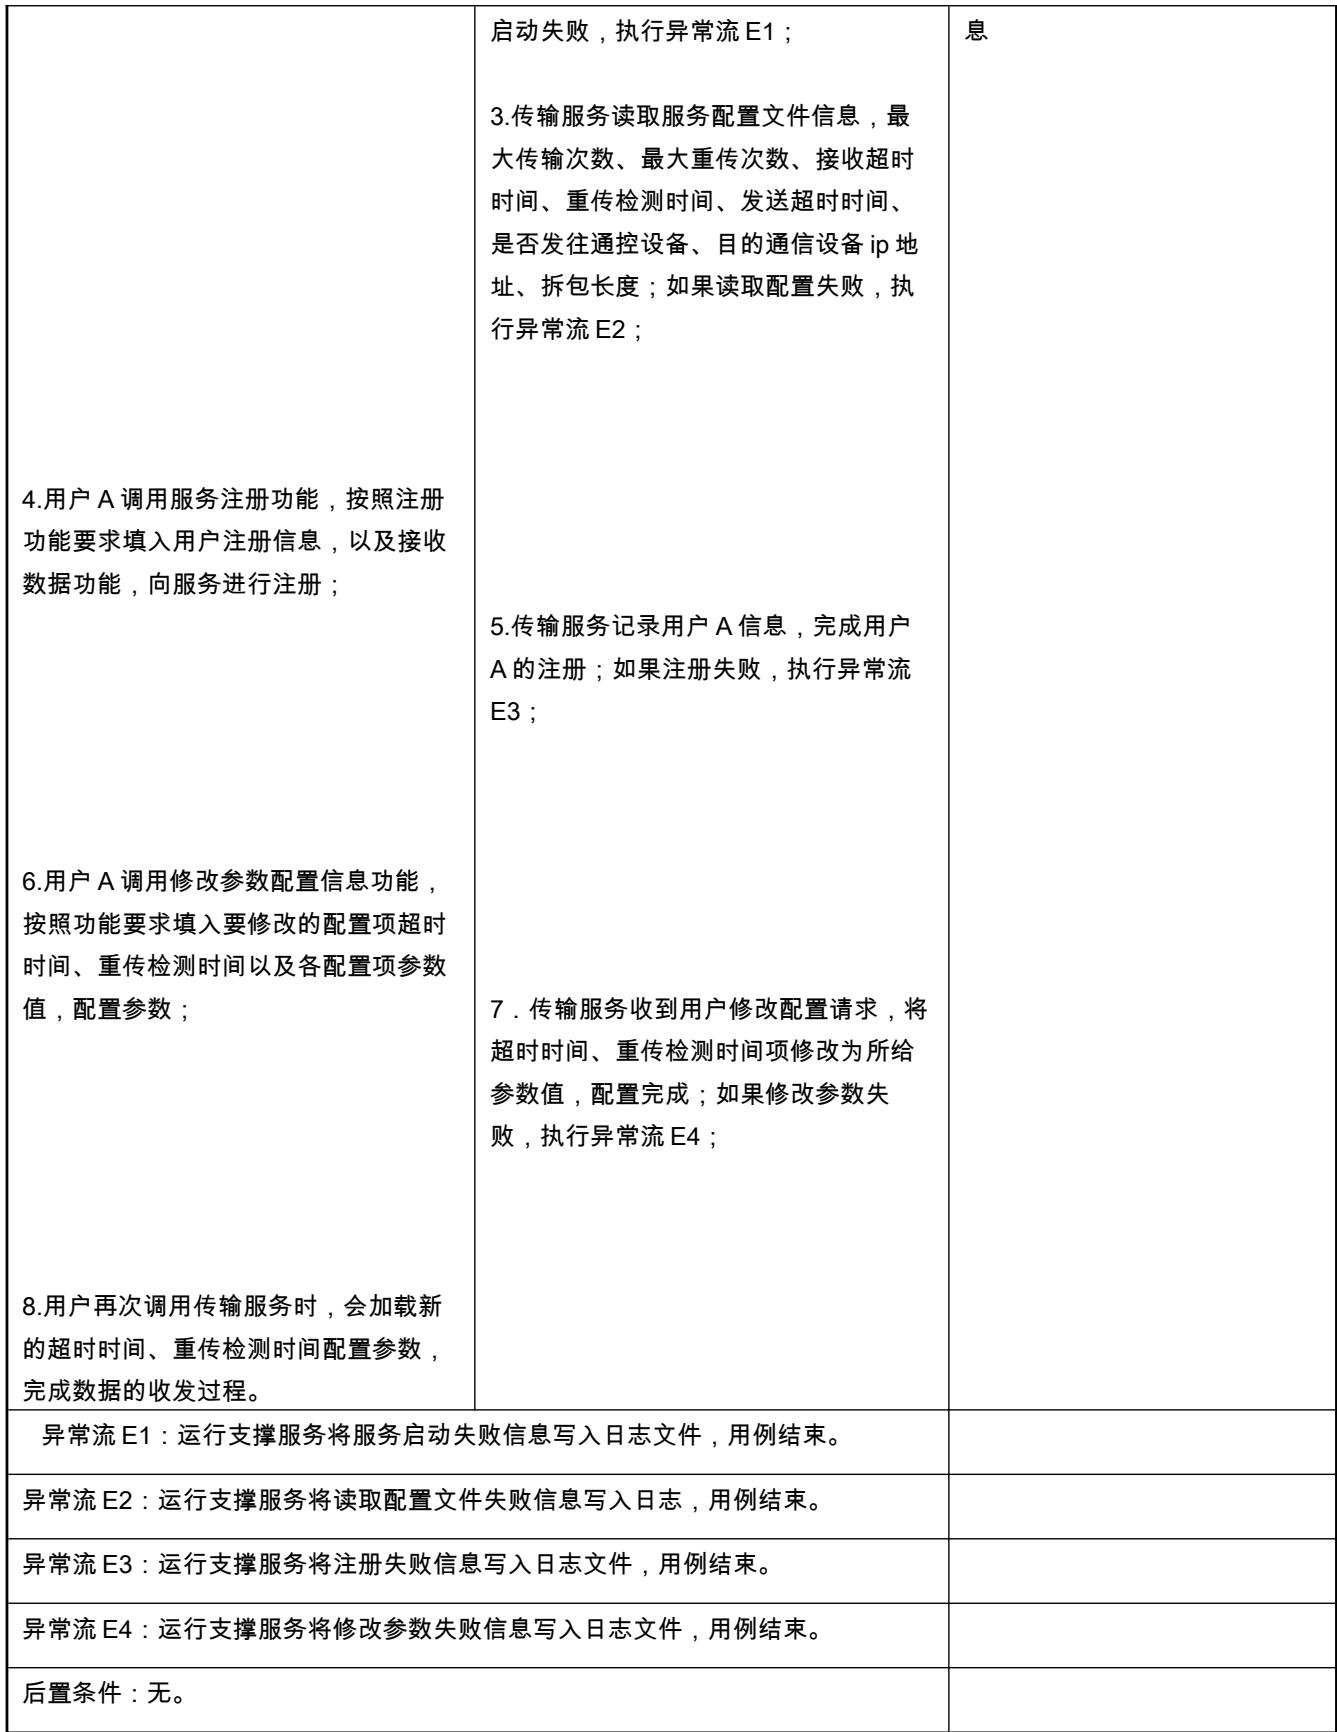 启动失败，执行异常流 E1；
息
3.传输服务读取服务配置文件信息，最
大传输次数、最大重传次数、接收超时
时间、重传检测时间、发送超时时间、
是否发往通控设备、目的通信设备 ip 地
址、拆包长度；如果读取配置失败，执
行异常流 E2；
4.用户 A 调用服务注册功能，按照注册
功能要求填入用户注册信息，以及接收
数据功能，向服务进行注册；
5.传输服务记录用户 A 信息，完成用户
A 的注册；如果注册失败，执行异常流
E3；
6.用户 A 调用修改参数配置信息功能，
按照功能要求填入要修改的配置项超时
时间、重传检测时间以及各配置项参数
值，配置参数；
7．传输服务收到用户修改配置请求，将
超时时间、重传检测时间项修改为所给
参数值，配置完成；如果修改参数失
败，执行异常流 E4；
8.用户再次调用传输服务时，会加载新
的超时时间、重传检测时间配置参数，
完成数据的收发过程。
异常流 E1：运行支撑服务将服务启动失败信息写入日志文件，用例结束。
异常流 E2：运行支撑服务将读取配置文件失败信息写入日志，用例结束。
异常流 E3：运行支撑服务将注册失败信息写入日志文件，用例结束。
异常流 E4：运行支撑服务将修改参数失败信息写入日志文件，用例结束。
后置条件：无。